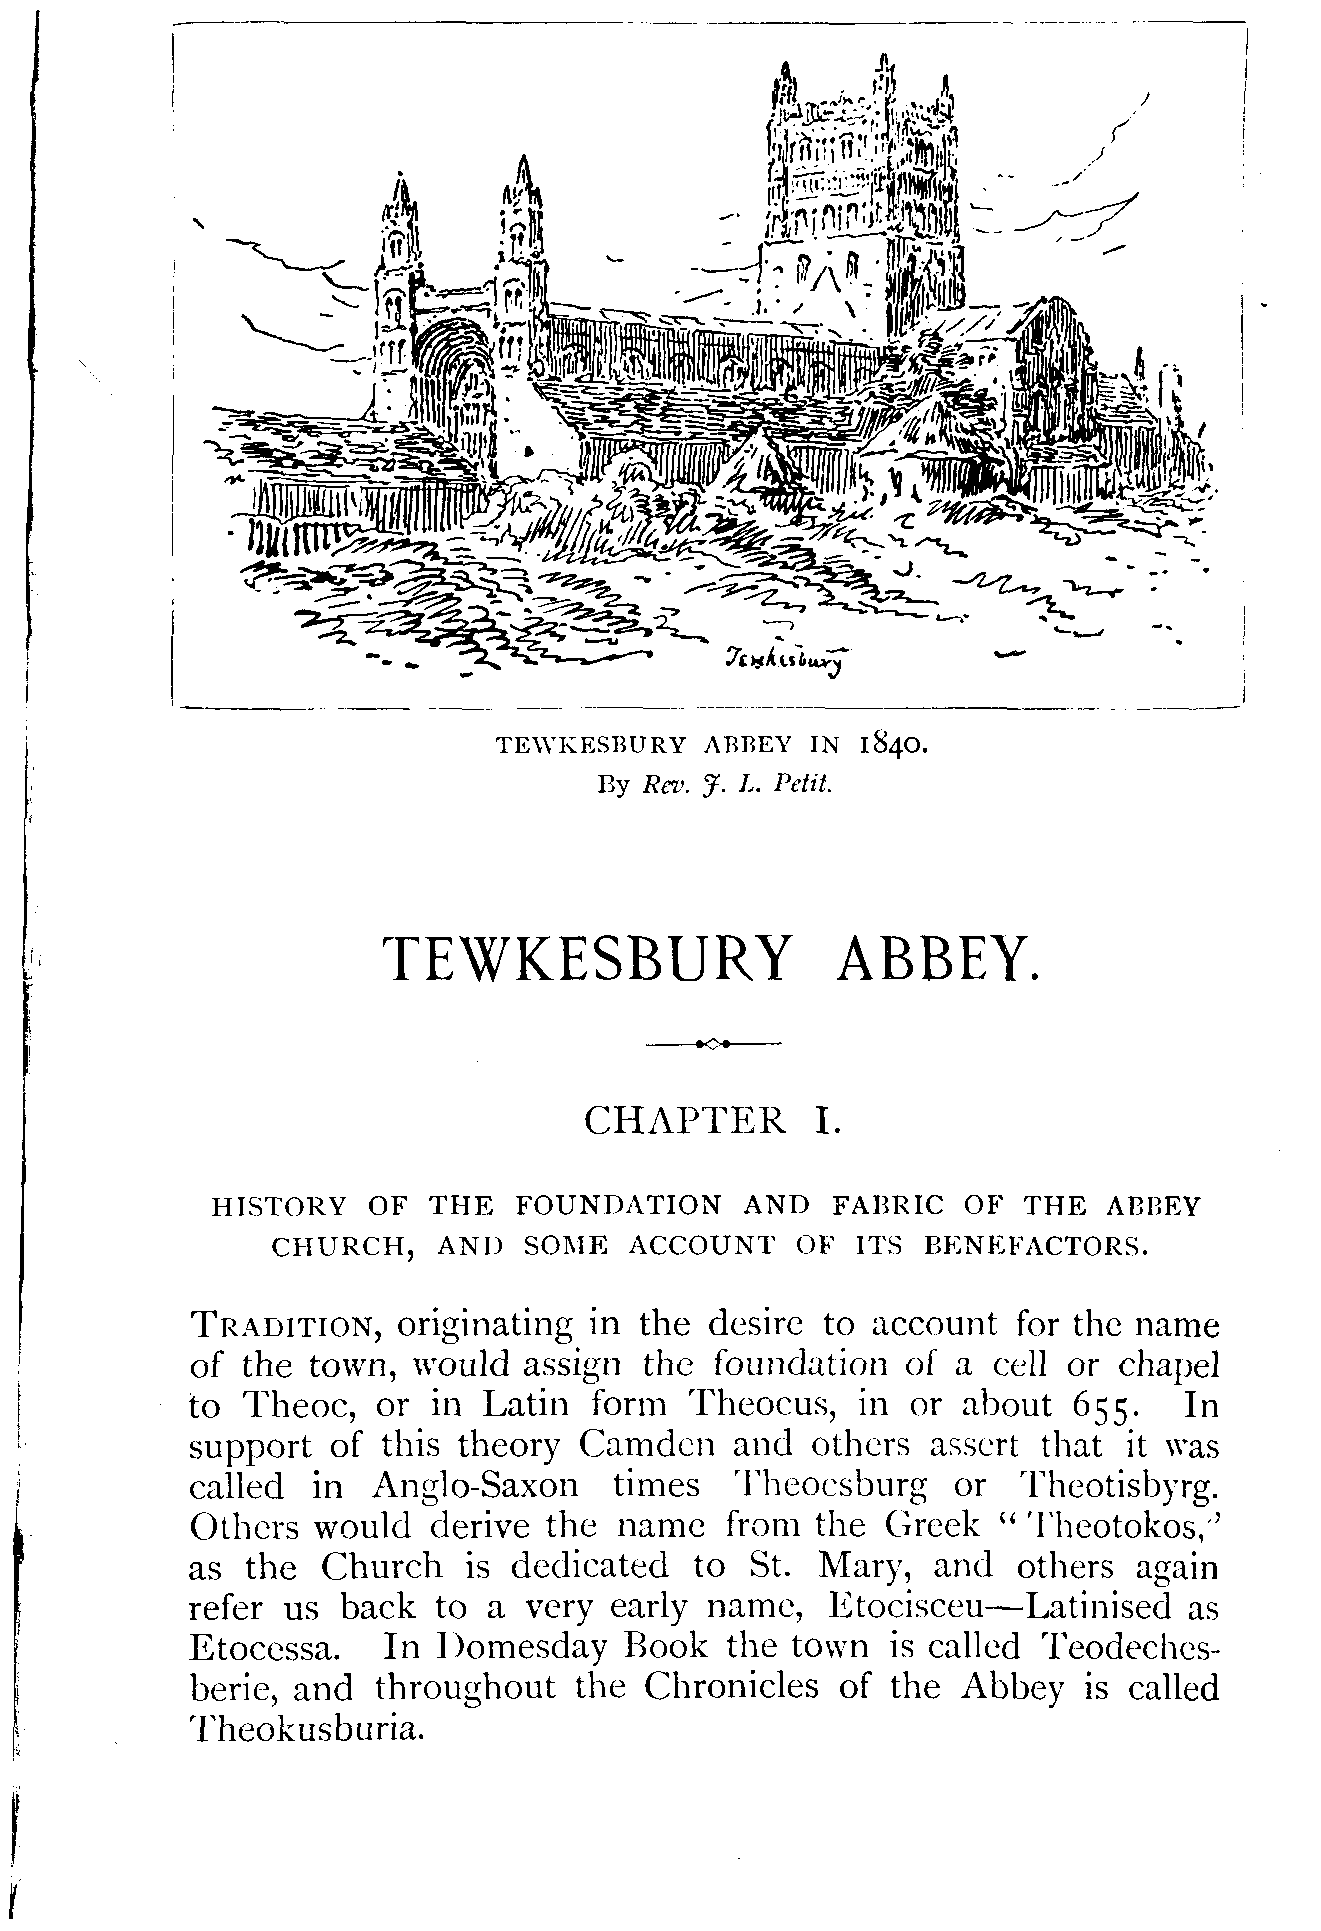 Tewkesbury
TEWKESBURY ABBEY IN 1840.
By Rev. J. L. Petit.
TEWKESBURY ABBEY.
CHAPTER I.
HISTORY OF THE FOUNDATION AND FABRIC OF THE ABBEY
CHURCH, AND SOME ACCOUNT OF ITS BENEFACTORS.
TRADITION, originating in the desire to account for the name
of the town, would assign the foundation of a cell or chapel
to Theoc, or in Latin form Theocus, in or about 655. In
support of this theory Camden and others assert that it was
called in Anglo-Saxon times Theocsburg or Theotisbyrg.
Others would derive the name from the Greek “Theotokos,”
as the Church is dedicated to St. Mary, and others again
refer us back to a very early name, Etocisceu—Latinised as
Etocessa. In Domesday Book the town is called Teodeches-
berie, and throughout the Chronicles of the Abbey is called
Theokusburia.